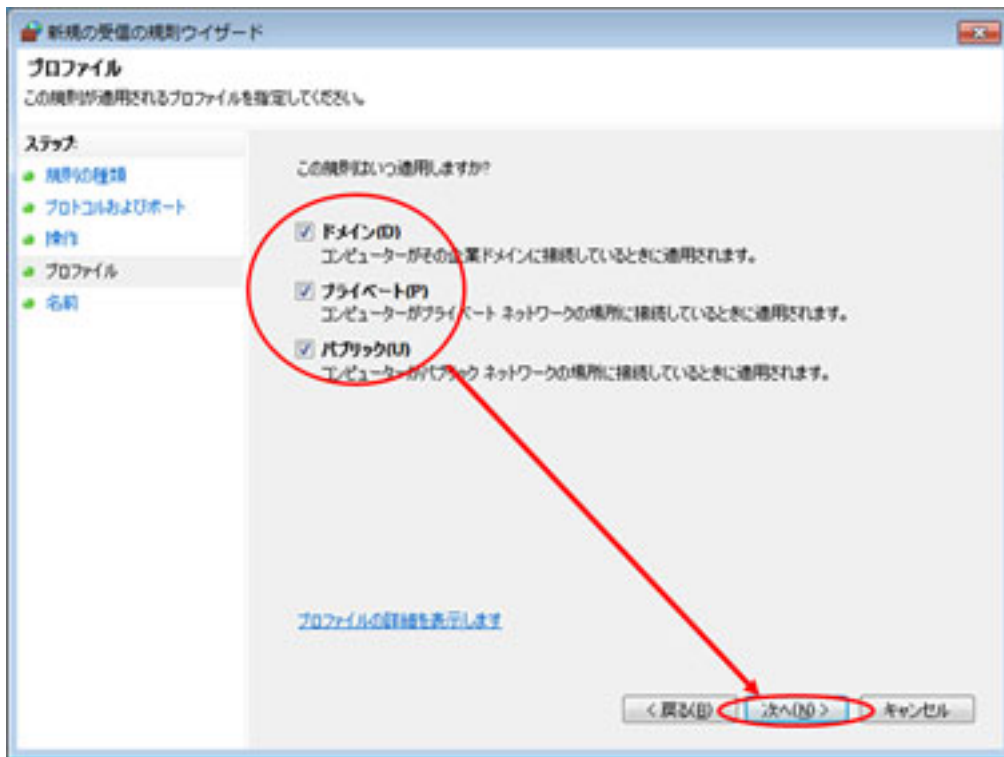 新規の受信の規則ウィザード
プロファイル
この規則が適用されるプロファイルを指定してください。
ステップ:
規則の種類
プロトコルおよびポート
操作
プロファイル
名前
この規則はいつ適用しますか?
ドメイン(D)
コンピューターがその企業ドメインに接続しているときに適用されます。
プライベート(P)
コンピューターがプライベート ネットワークの場所に接続しているときに適用されます。
パブリック(U)
コンピューターがパブリック ネットワークの場所に接続しているときに適用されます。
プロファイルの詳細を表示します
< 戻る(B)
次へ(N) >
キャンセル